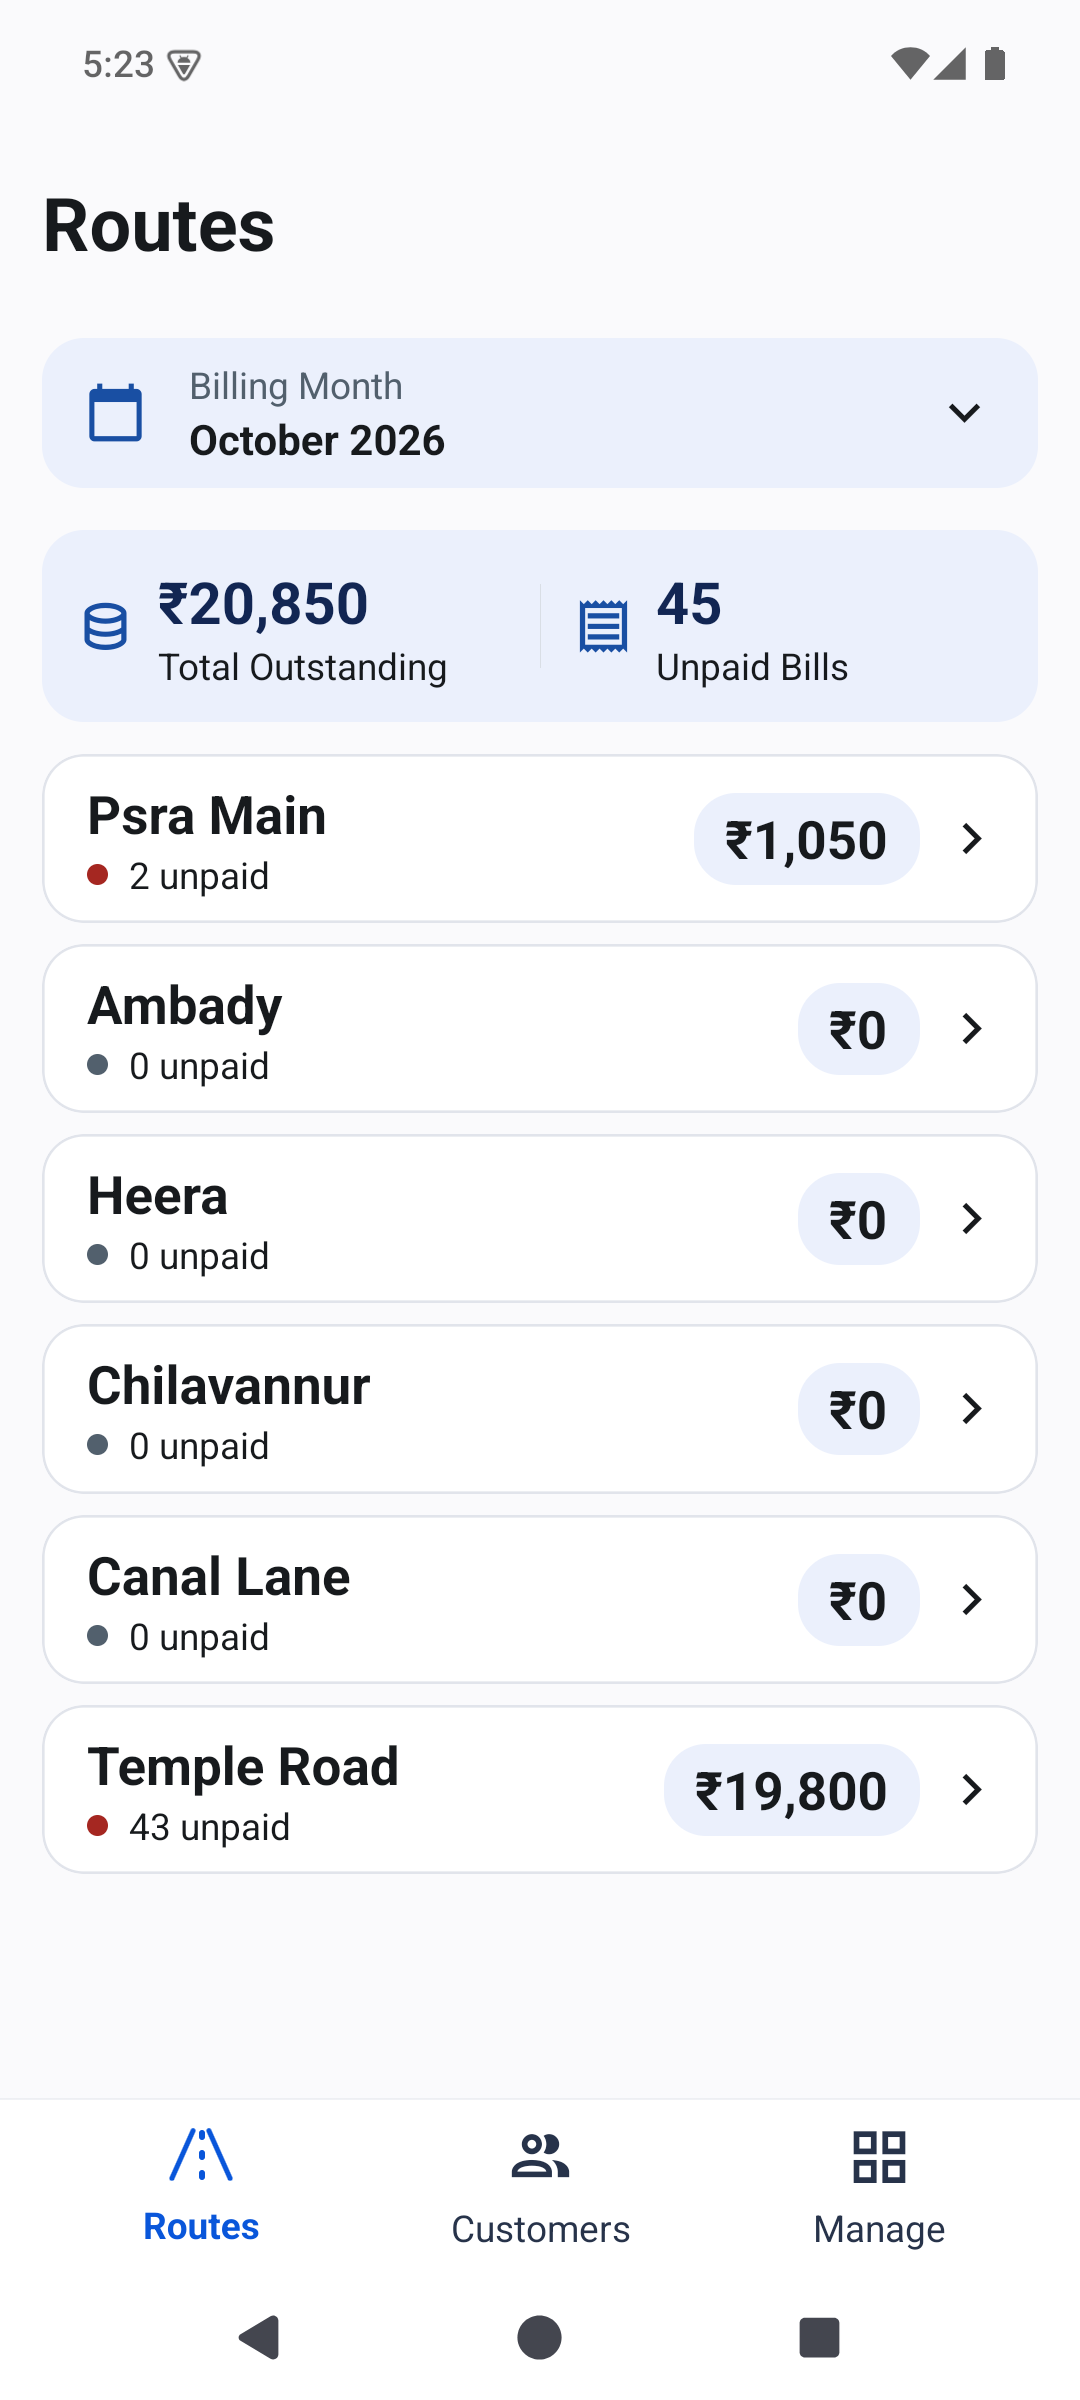 5:23
Routes
Billing Month
October 2026
₹20,850
Total Outstanding
45
Unpaid Bills
Psra Main
2 unpaid
₹1,050
Ambady
0 unpaid
₹0
Heera
0 unpaid
₹0
Chilavannur
0 unpaid
₹0
Canal Lane
0 unpaid
₹0
Temple Road
43 unpaid
₹19,800
Routes
Customers
Manage